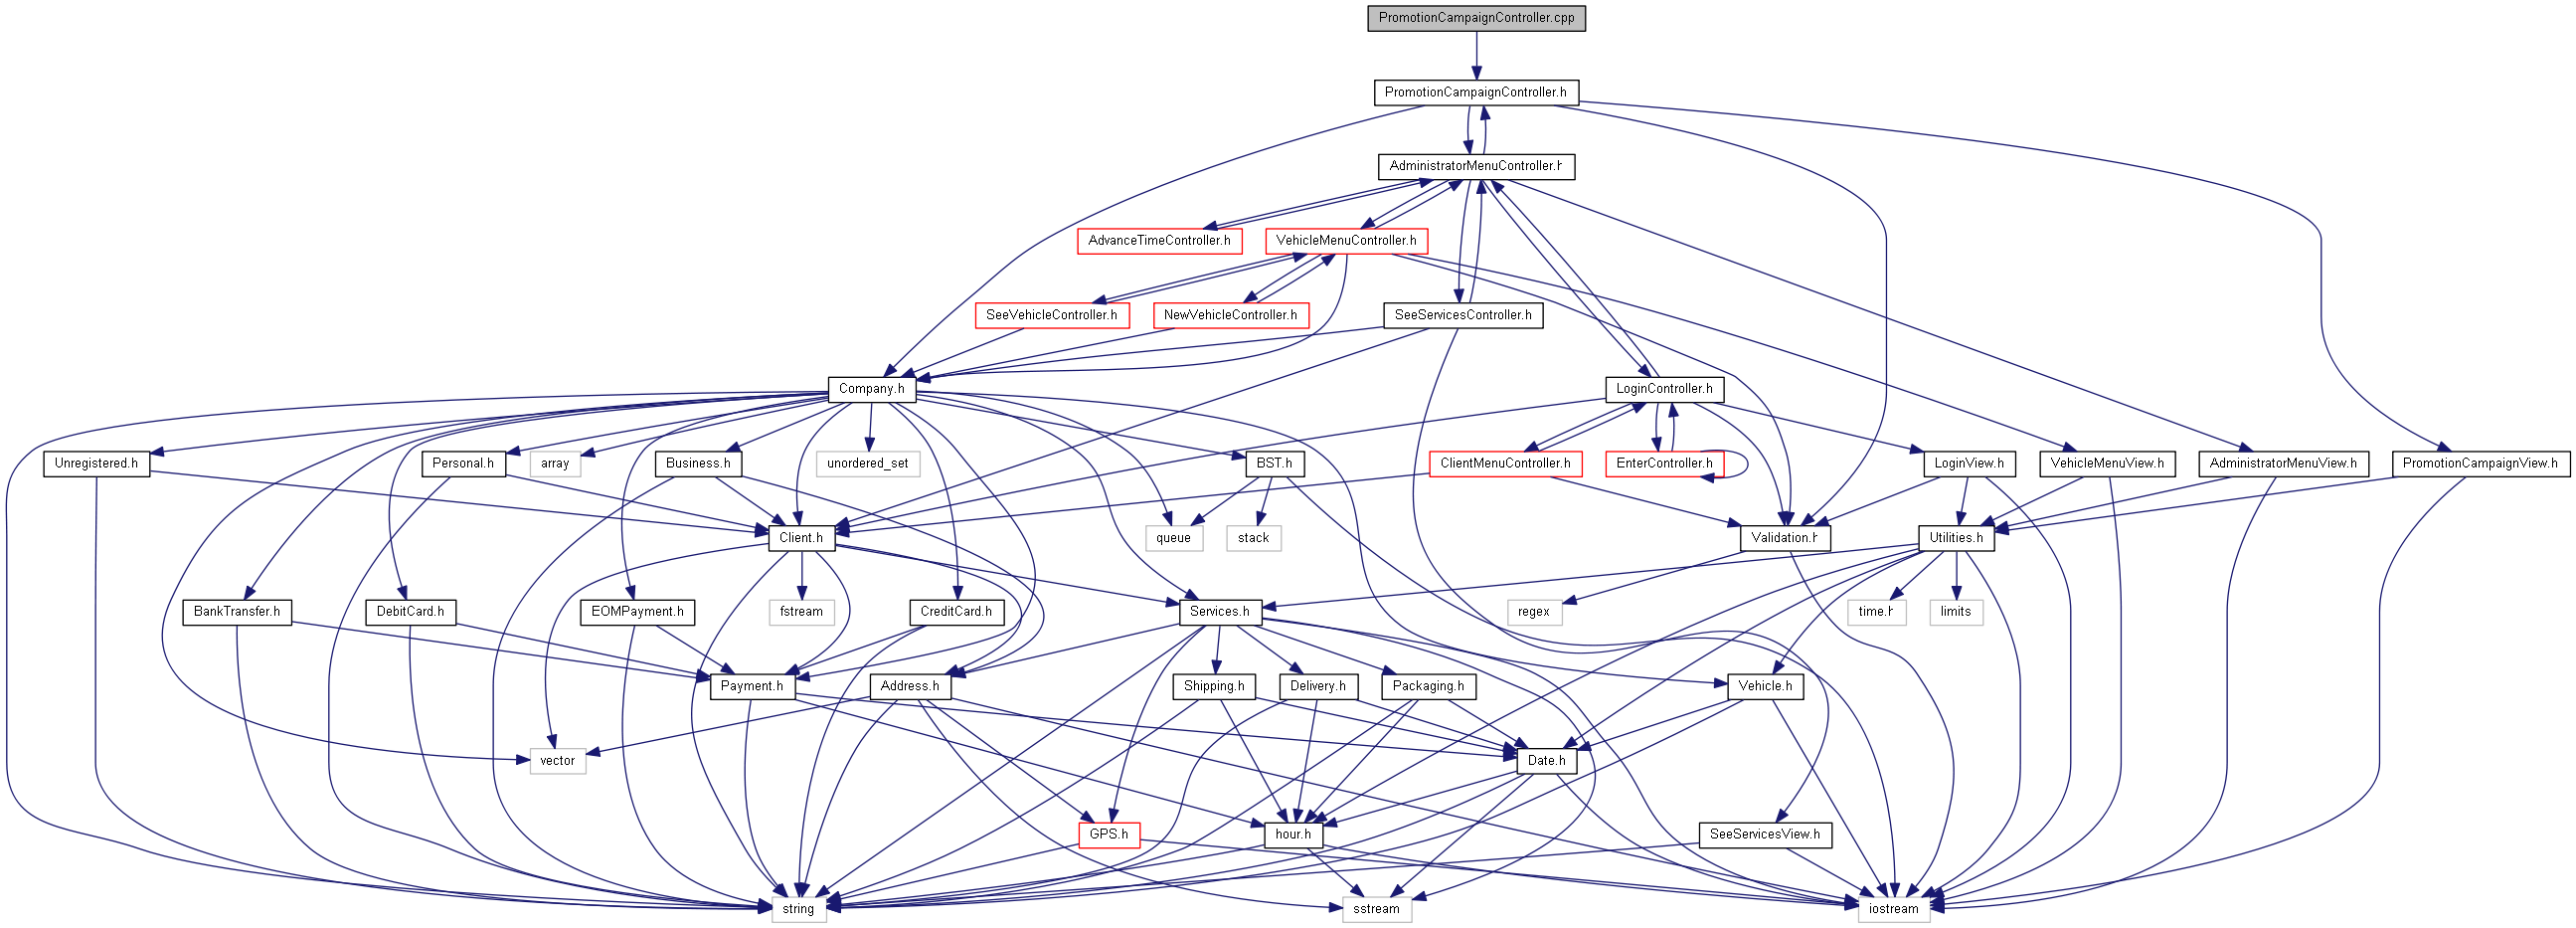 PromotionCampaignController.cpp
PromotionCampaignController.h
AdministratorMenuController.h
AdvanceTimeController.h
VehicleMenuController.h
SeeVehicleController.h
NewVehicleController.h
SeeServicesController.h
Company.h
LoginController.h
Unregistered.h
Personal.h
array
Business.h
unordered_set
BST.h
ClientMenuController.h
EnterController.h
LoginView.h
VehicleMenuView.h
AdministratorMenuView.h
PromotionCampaignView.h
Client.h
queue
stack
Validation.h
Utilities.h
BankTransfer.h
DebitCard.h
EOMPayment.h
fstream
CreditCard.h
Services.h
regex
time.h
limits
Payment.h
Address.h
Shipping.h
Delivery.h
Packaging.h
Vehicle.h
vector
Date.h
GPS.h
hour.h
SeeServicesView.h
string
sstream
iostream